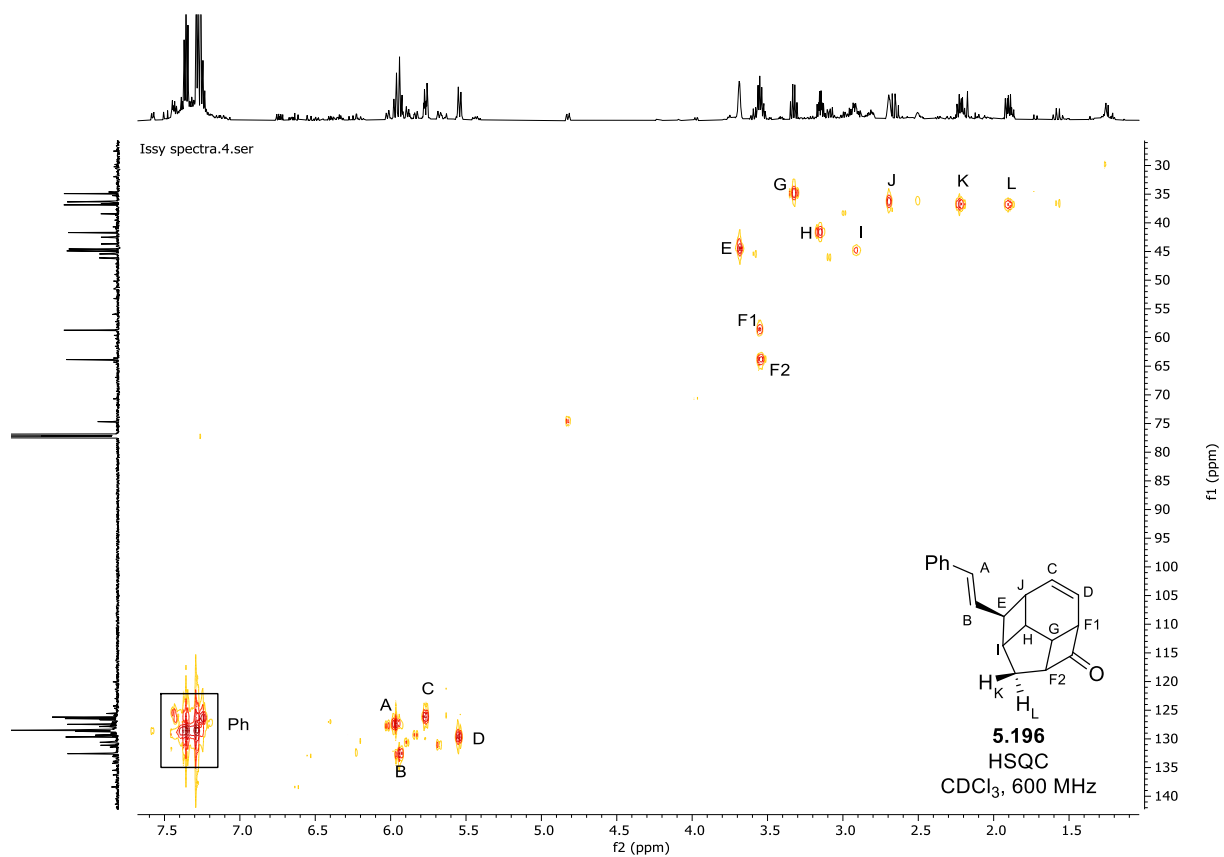 Issy spectra.4.ser
G
J
K
L
H
I
E
F1
F2
Ph
A
C
B
D
30
35
40
45
50
55
60
65
70
75
80
85
90
95
100
105
110
115
120
125
130
135
140
f1 (ppm)
7.5
7.0
6.5
6.0
5.5
5.0
4.5
4.0
3.5
3.0
2.5
2.0
1.5
f2 (ppm)
Ph
A
C
J
D
E
B
G
F1
H
I
O
F2
H
K
H
L
5.196
HSQC
CDCl₃, 600 MHz